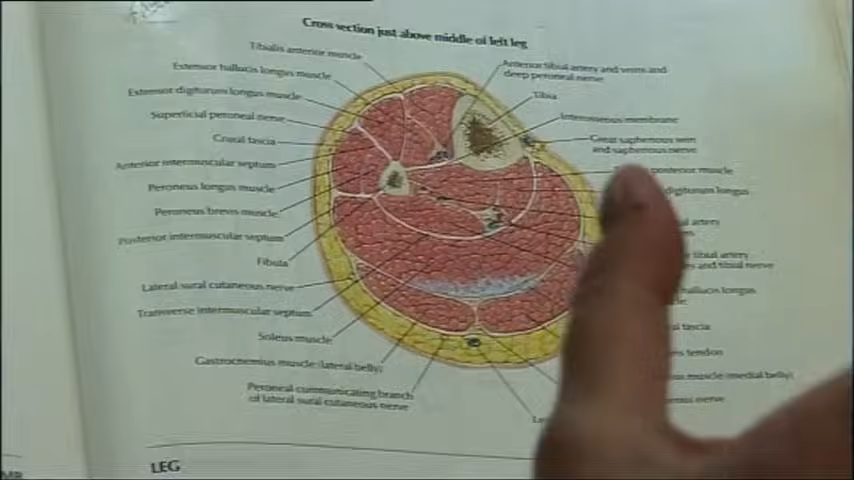 Cross section just above middle of left leg
Tibialis anterior muscle
Extensor hallucis longus muscle
Extensor digitorum longus muscle
Superficial peroneal nerve
Crural fascia
Anterior intermuscular septum
Peroneus longus muscle
Peroneus brevis muscle
Posterior intermuscular septum
Fibula
Lateral sural cutaneous nerve
Transverse intermuscular septum
Soleus muscle
Gastrocnemius muscle (lateral belly)
Peroneal communicating branch
of lateral sural cutaneous nerve
Anterior tibial artery and veins and
deep peroneal nerve
Tibia
Interosseous membrane
Great saphenous vein
and saphenous nerve
posterior muscle
digitorum longus
artery
tibial artery
and tibial nerve
hallucis longus
fascia
tendon
muscle (medial belly)
nerve
LEG